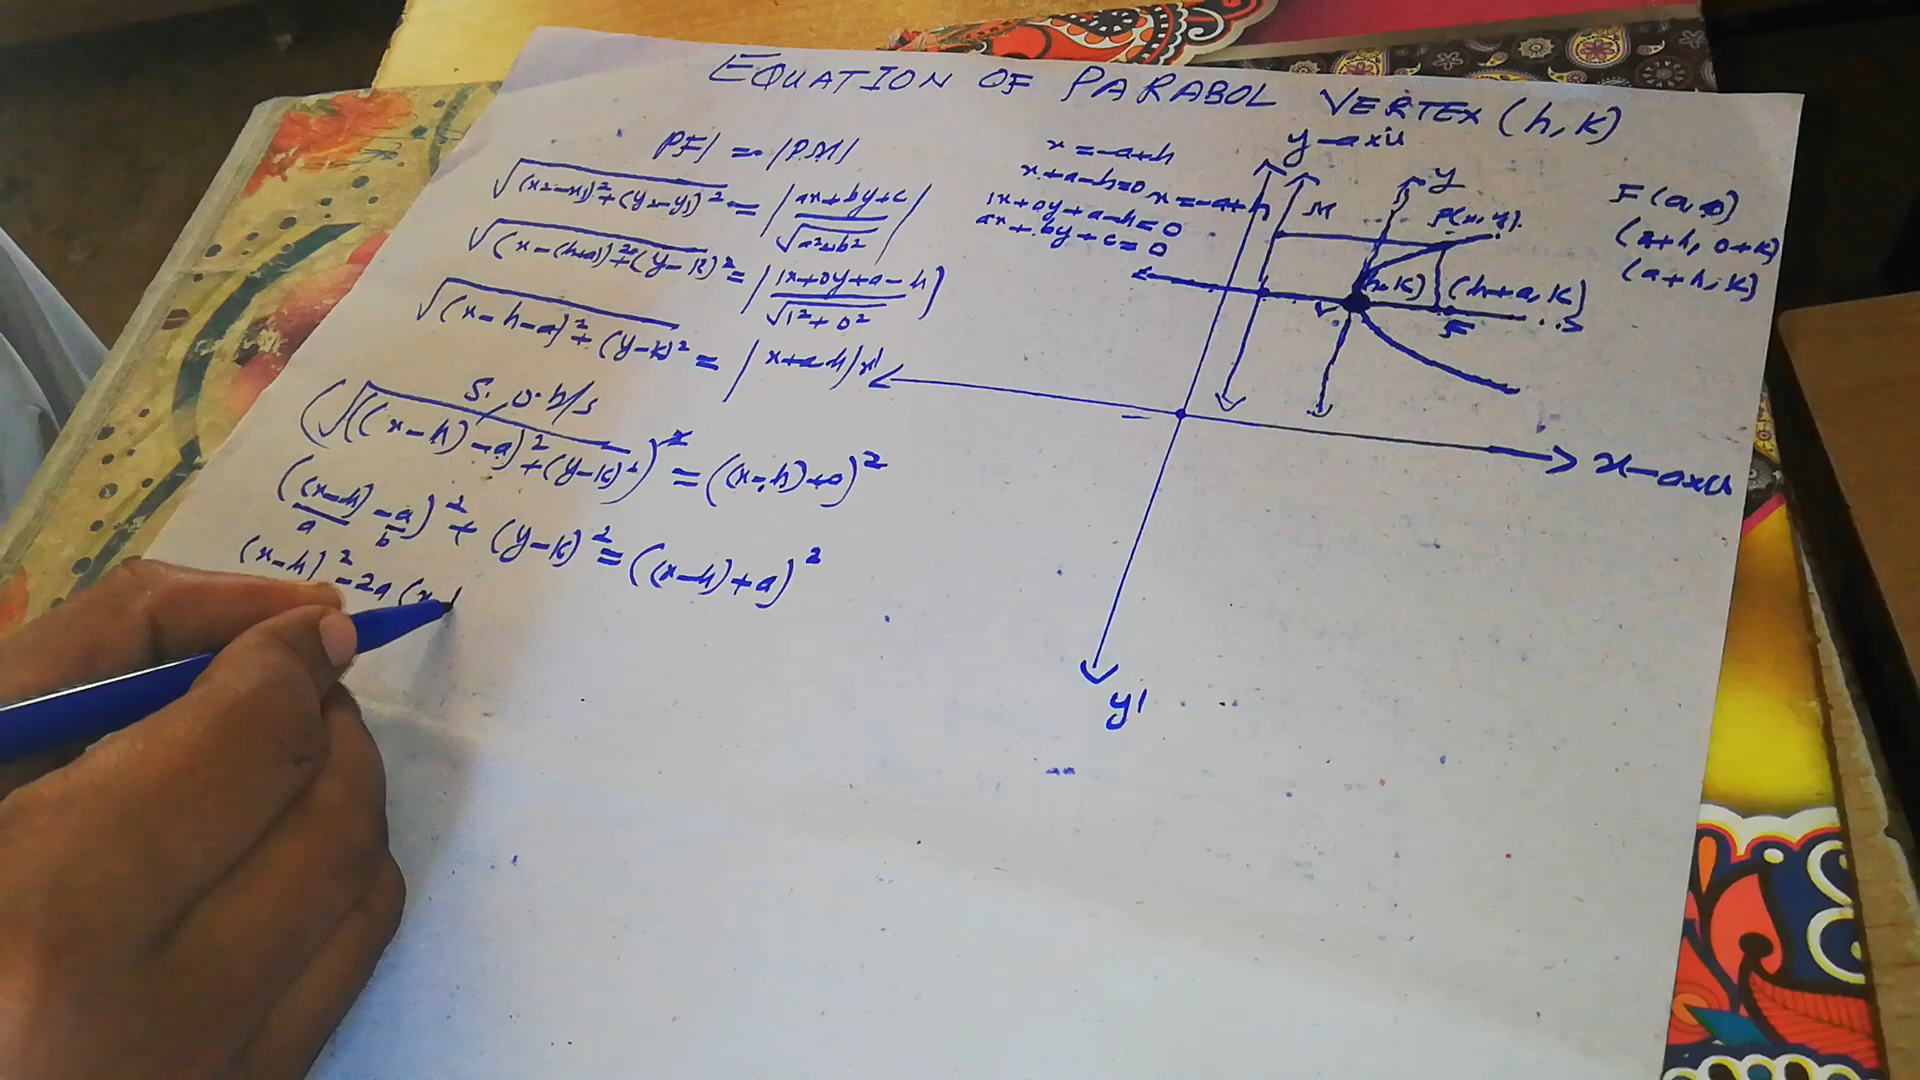 EQUATION OF PARABOL VERTEX (h, k)
PF| = |PM|
√(x2-x1)²+(y2-y1)² = |ax+by+c / √a²+b²|
√(x-(h+a))²+(y-k)² = |1x+0y+a-h / √1²+0²|
√(x-h-a)²+(y-k)² = |x+a-h|
S. O. b/s
(√((x-h)-a)²+(y-k)²)² = ((x-h)+a)²
((x-h)-a)²+(y-k)² = ((x-h)+a)²
a b
(x-h)²-2a(x-
x=-a+h
x+a-h=0
1x+0y+a-h=0
ax+by+c=0
x=-a+h
y-axis
M
y
P(x,y)
(h,k)
(h+a, k)
V
F
x'
x-axis
y'
F(a,0)
(a+h, 0+k)
(a+h, k)